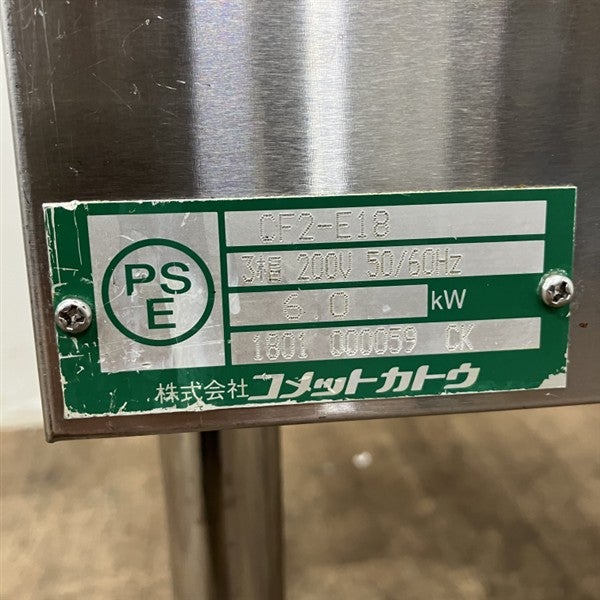 PS
E
CF2-E18
3相 200V 50/60Hz
6.0 kW
1801 000059 CK
株式会社 コメットカトウ